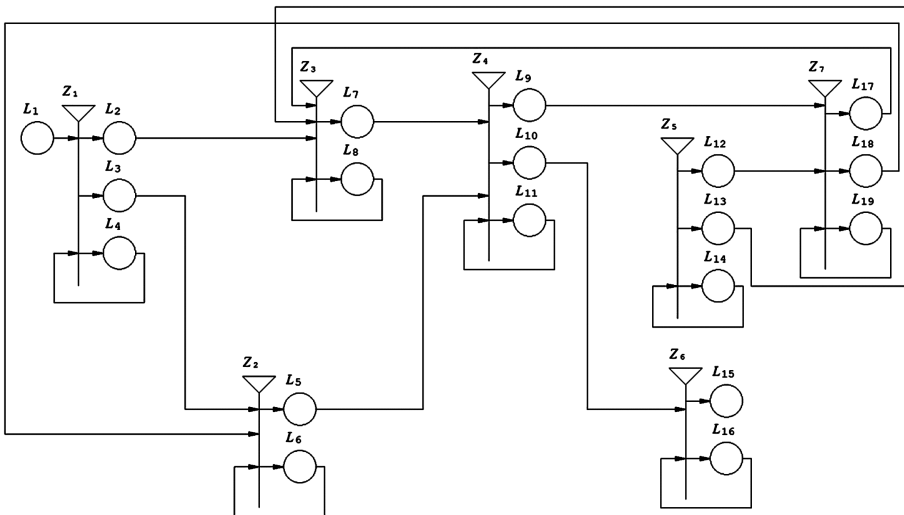 Z₁
L₁
L₂
L₃
L₄
Z₂
L₅
L₆
Z₃
L₇
L₈
Z₄
L₉
L₁₀
L₁₁
Z₅
L₁₂
L₁₃
L₁₄
Z₆
L₁₅
L₁₆
Z₇
L₁₇
L₁₈
L₁₉